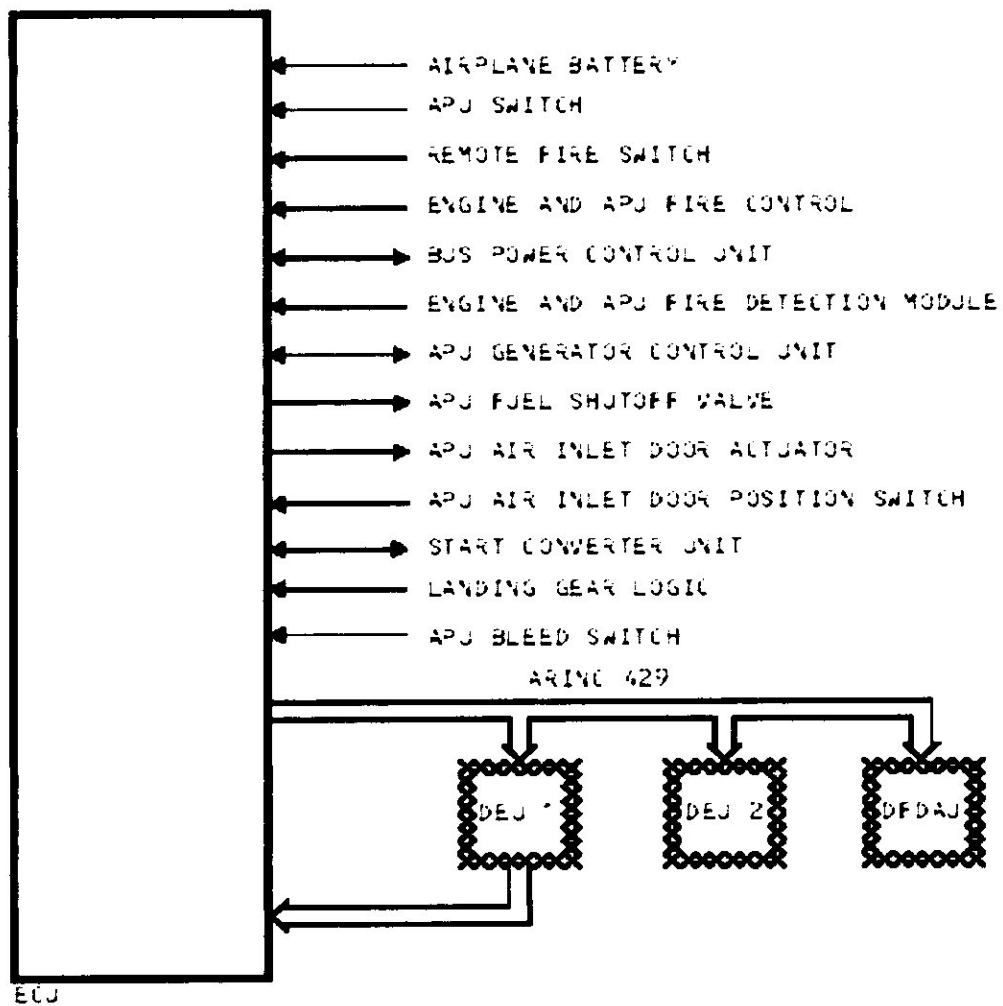 AIRPLANE BATTERY
APU SWITCH
REMOTE FIRE SWITCH
ENGINE AND APU FIRE CONTROL
BUS POWER CONTROL UNIT
ENGINE AND APU FIRE DETECTION MODULE
APU GENERATOR CONTROL UNIT
APU FUEL SHUTOFF VALVE
APU AIR INLET DOOR ACTUATOR
APU AIR INLET DOOR POSITION SWITCH
START CONVERTER UNIT
LANDING GEAR LOGIC
APU BLEED SWITCH
ARINC 429
DEU 1
DEU 2
DFDAU
ECU